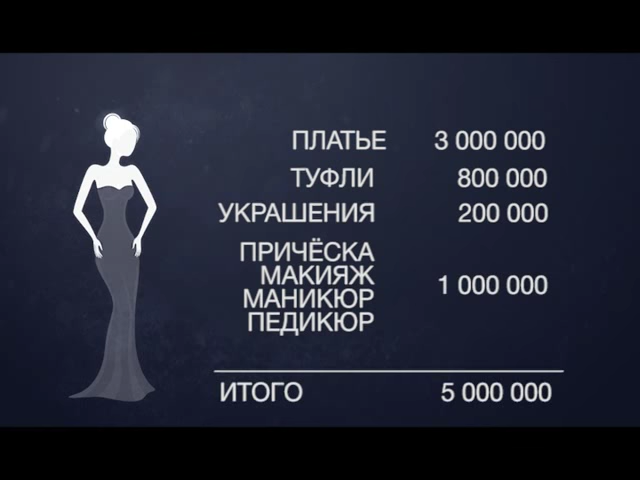 ПЛАТЬЕ 3 000 000
ТУФЛИ 800 000
УКРАШЕНИЯ 200 000
ПРИЧЁСКА
МАКИЯЖ
МАНИКЮР
ПЕДИКЮР
1 000 000
ИТОГО 5 000 000